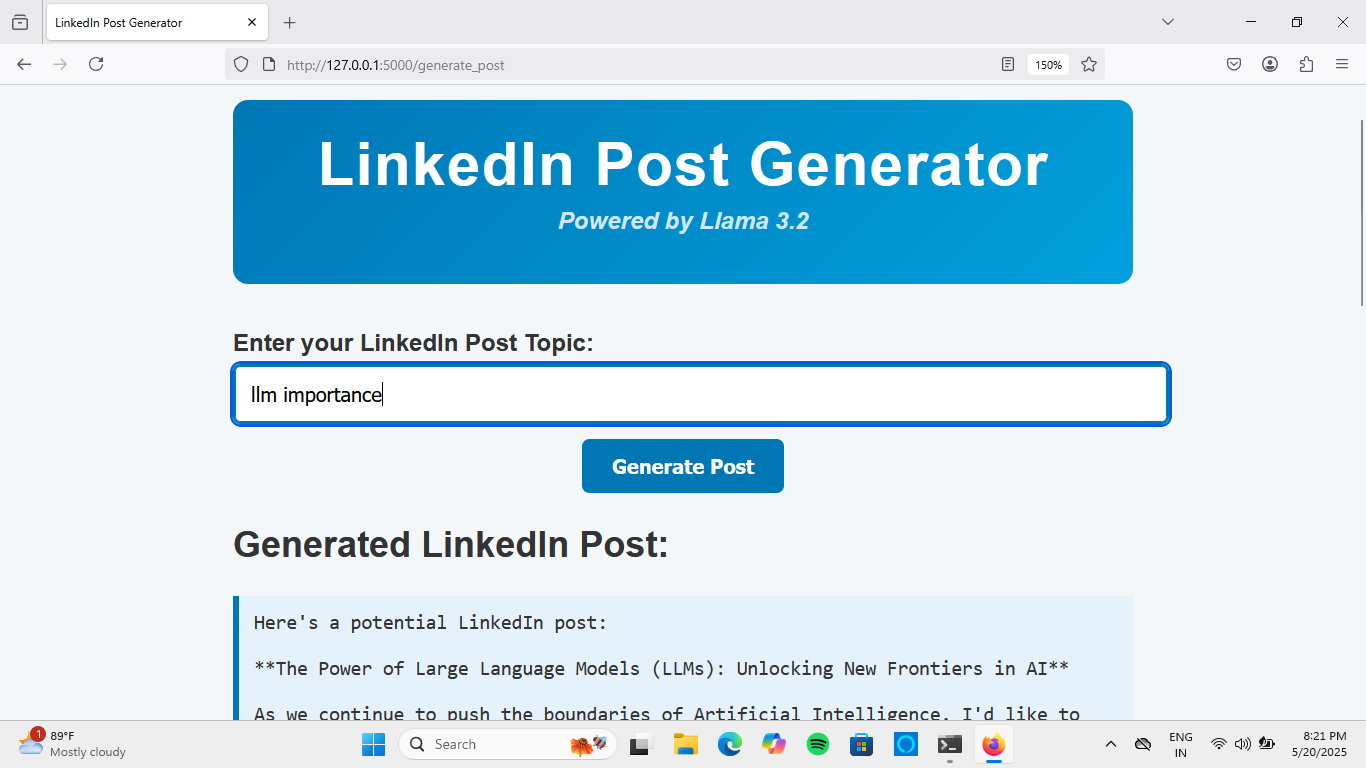 LinkedIn Post Generator
http://127.0.0.1:5000/generate_post
150%
LinkedIn Post Generator
Powered by Llama 3.2
Enter your LinkedIn Post Topic:
llm importance
Generate Post
Generated LinkedIn Post:
Here's a potential LinkedIn post:
**The Power of Large Language Models (LLMs): Unlocking New Frontiers in AI**
As we continue to push the boundaries of Artificial Intelligence, I'd like to
1
89°F
Mostly cloudy
Search
ENG
IN
8:21 PM
5/20/2025